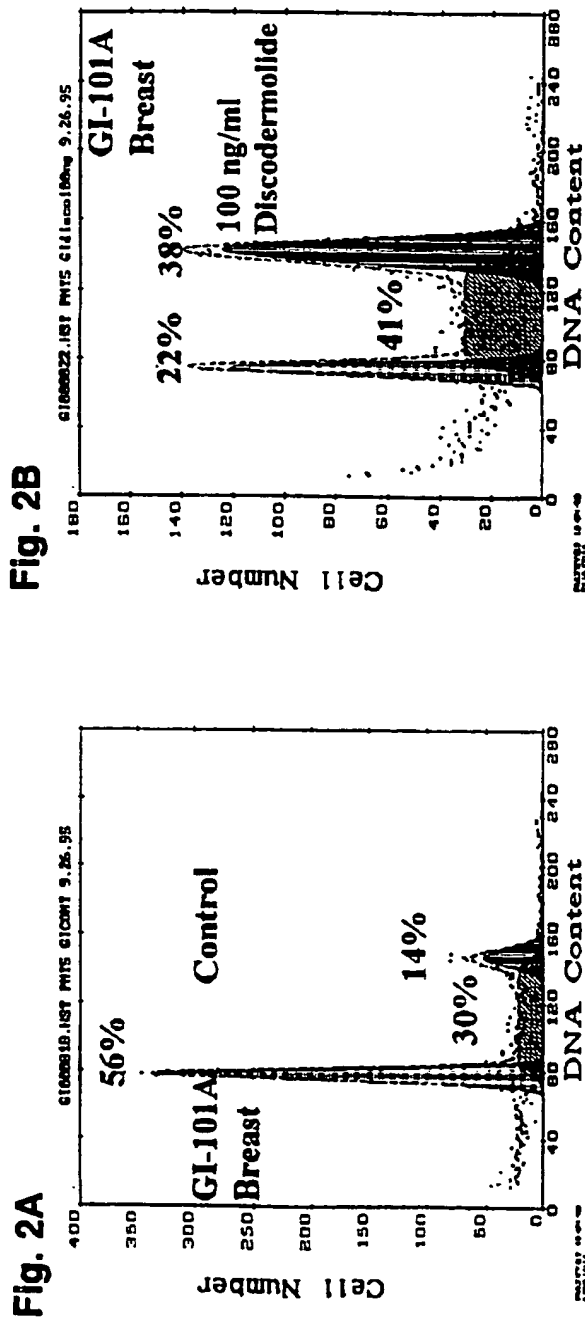 Fig. 2A
400
350
300
250
200
150
100
50
0
Cell Number
56%
GI-101A
Breast
Control
14%
30%
0 40 80 120 160 200 240 280
DNA Content
Fig. 2B
180
160
140
120
100
80
60
40
20
0
Cell Number
GI-101A
Breast
22%
38%
100 ng/ml
Discodermolide
41%
0 40 80 120 160 200 240 280
DNA Content